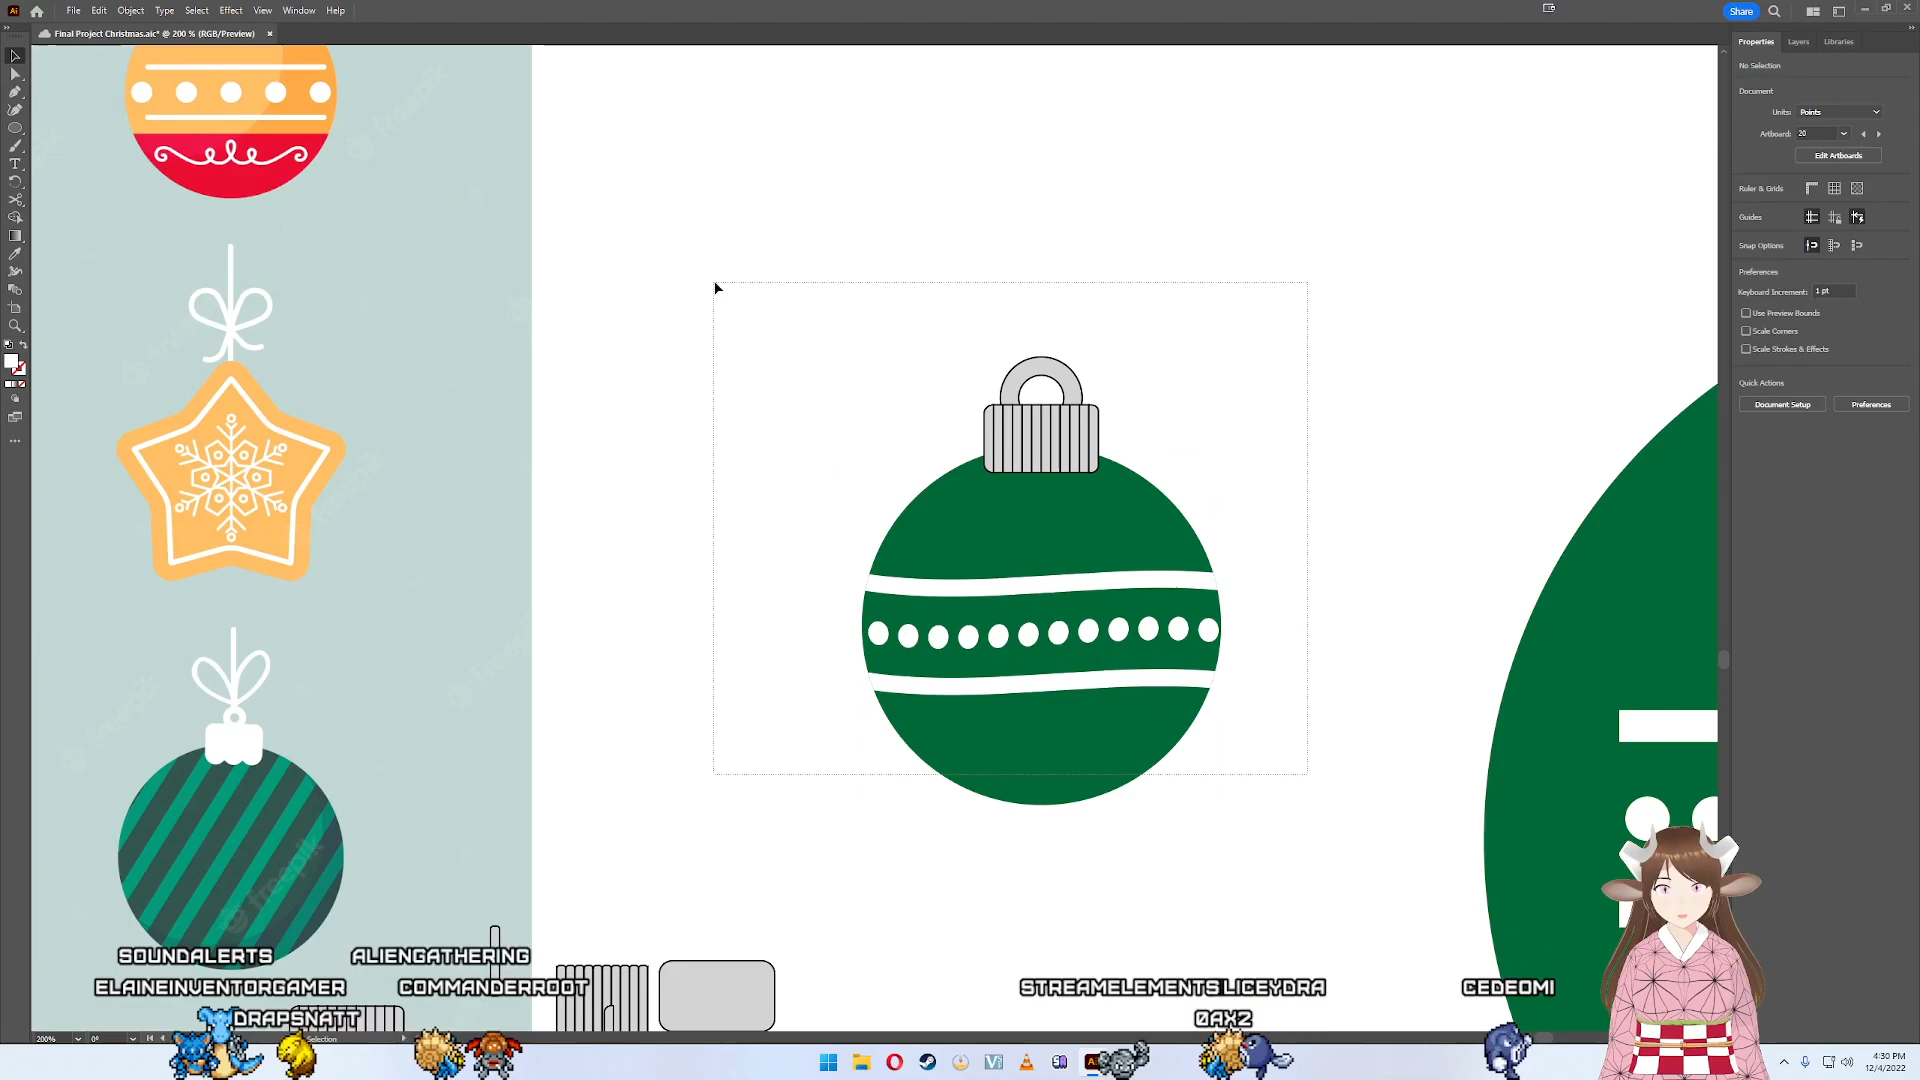 File Edit Object Type Select Effect View Window Help
Share
Final Project Christmas.aic* @ 200 % (RGB/Preview)
Properties Layers Libraries
No Selection
Document
Units: Points
Artboard: 20
Edit Artboards
Ruler & Grids
Guides
Snap Options
Preferences
Keyboard Increment: 1 pt
Use Preview Bounds
Scale Corners
Scale Strokes & Effects
Quick Actions
Document Setup Preferences
freepik
SOUNDALERTS ALIENGATHERING
ELAINEINVENTORGAMER COMMANDERROOT STREAMELEMENTS LICEYDRA CEDEOMI
DRAPSNATT 0AX2
200% 0° Selection
4:30 PM
12/4/2022